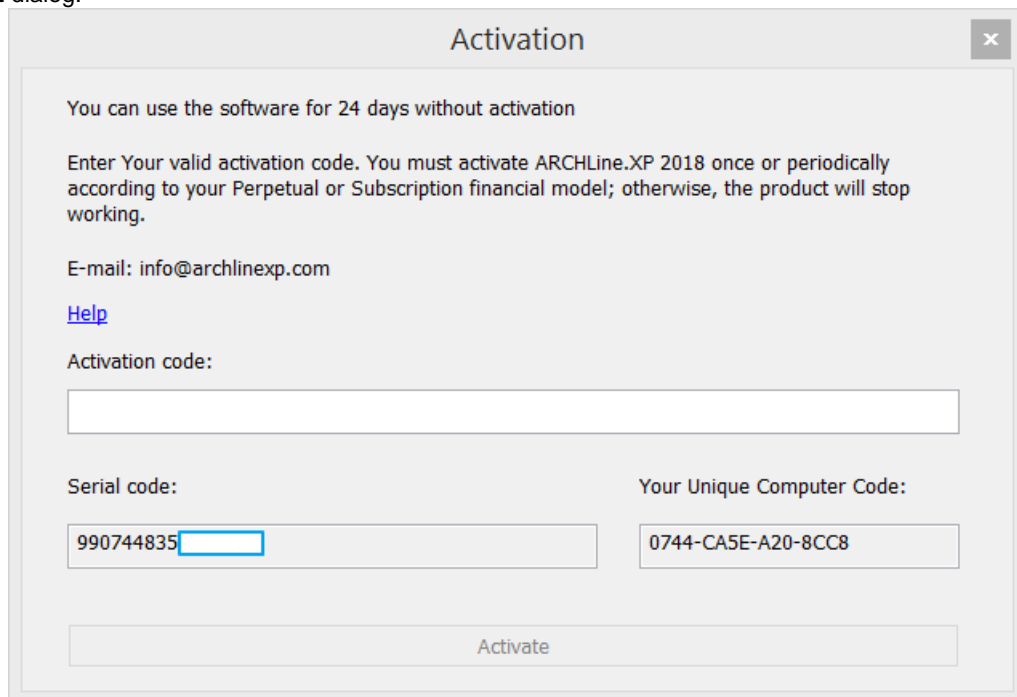 dialog.
Activation
You can use the software for 24 days without activation
Enter Your valid activation code. You must activate ARCHLine.XP 2018 once or periodically
according to your Perpetual or Subscription financial model; otherwise, the product will stop
working.
E-mail: info@archlinexp.com
Help
Activation code:
Serial code:
Your Unique Computer Code:
990744835
0744-CA5E-A20-8CC8
Activate